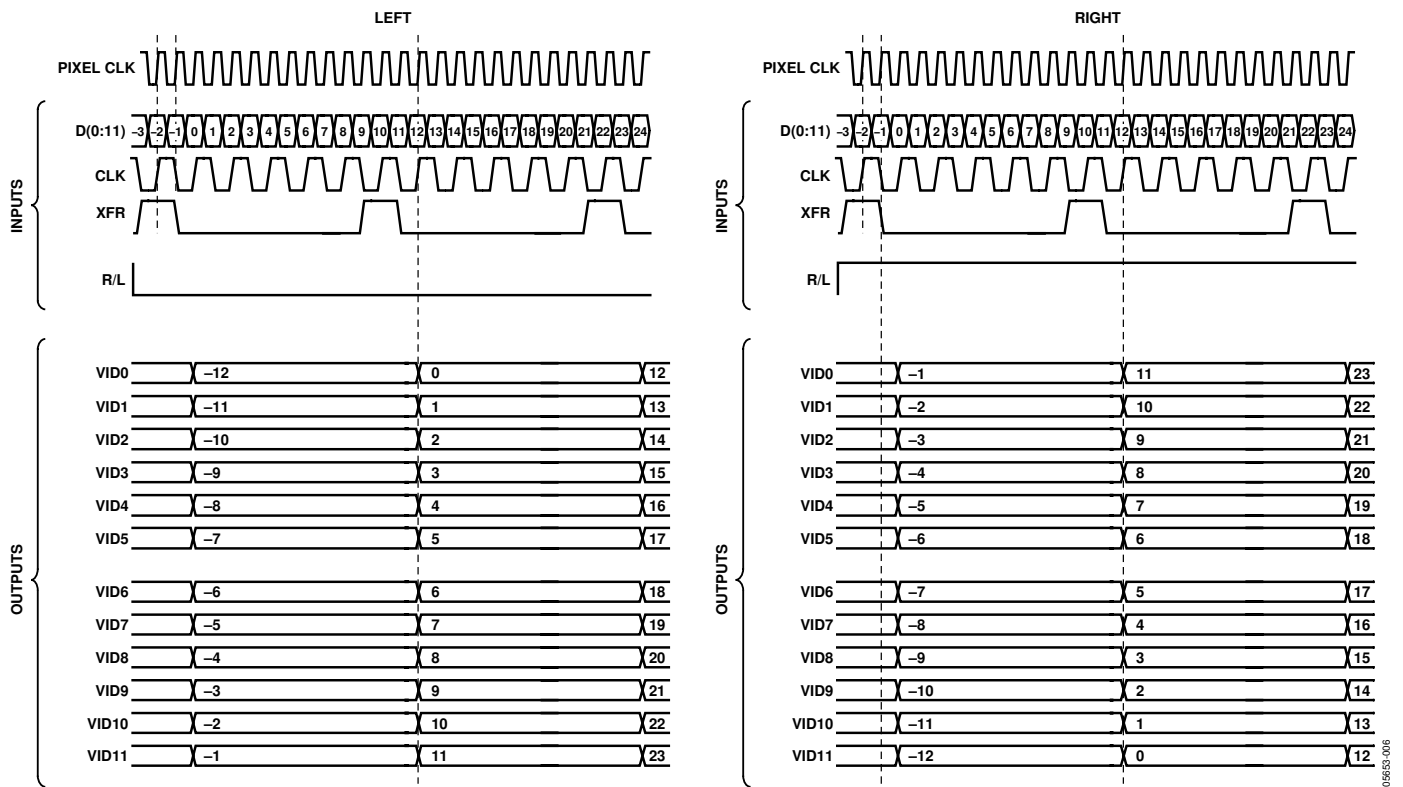 LEFT
PIXEL CLK
INPUTS
D(0:11) –3 –2 –1 0 1 2 3 4 5 6 7 8 9 10 11 12 13 14 15 16 17 18 19 20 21 22 23 24
CLK
XFR
R/L
OUTPUTS
VID0 –12 0 12
VID1 –11 1 13
VID2 –10 2 14
VID3 –9 3 15
VID4 –8 4 16
VID5 –7 5 17
VID6 –6 6 18
VID7 –5 7 19
VID8 –4 8 20
VID9 –3 9 21
VID10 –2 10 22
VID11 –1 11 23
RIGHT
PIXEL CLK
INPUTS
D(0:11) –3 –2 –1 0 1 2 3 4 5 6 7 8 9 10 11 12 13 14 15 16 17 18 19 20 21 22 23 24
CLK
XFR
R/L
OUTPUTS
VID0 –1 11 23
VID1 –2 10 22
VID2 –3 9 21
VID3 –4 8 20
VID4 –5 7 19
VID5 –6 6 18
VID6 –7 5 17
VID7 –8 4 16
VID8 –9 3 15
VID9 –10 2 14
VID10 –11 1 13
VID11 –12 0 12
05653-006